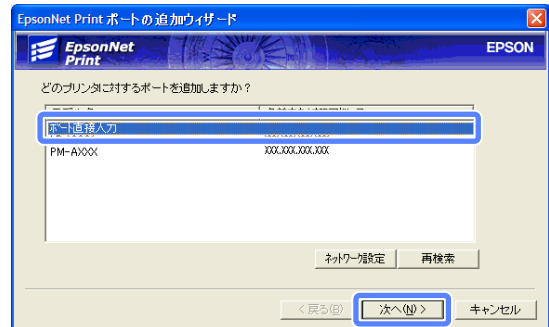 EpsonNet Print ポートの追加ウィザード
EpsonNet
Print
EPSON
どのプリンタに対するポートを追加しますか?
ポート直接入力
PM-AXXX XXX.XXX.XXX.XXX
ネットワーク設定 再検索
< 戻る(B) 次へ(N) > キャンセル